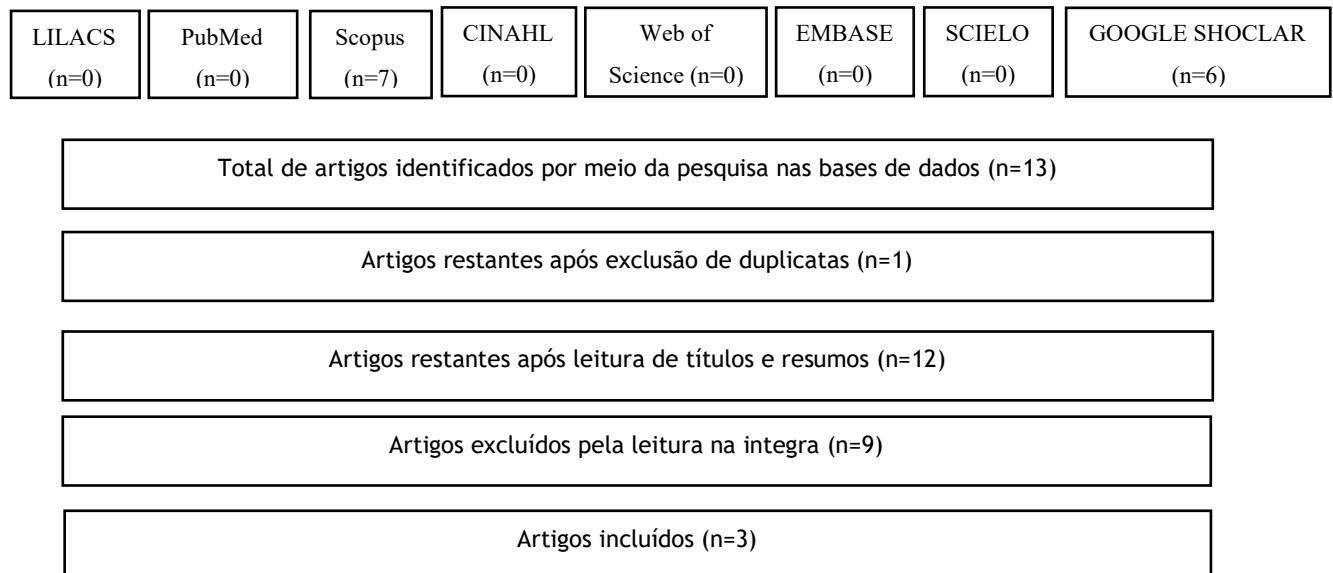 LILACS
(n=0)
PubMed
(n=0)
Scopus
(n=7)
CINAHL
(n=0)
Web of
Science (n=0)
EMBASE
(n=0)
SCIELO
(n=0)
GOOGLE SHOCLAR
(n=6)
Total de artigos identificados por meio da pesquisa nas bases de dados (n=13)
Artigos restantes após exclusão de duplicatas (n=1)
Artigos restantes após leitura de títulos e resumos (n=12)
Artigos excluídos pela leitura na integra (n=9)
Artigos incluídos (n=3)